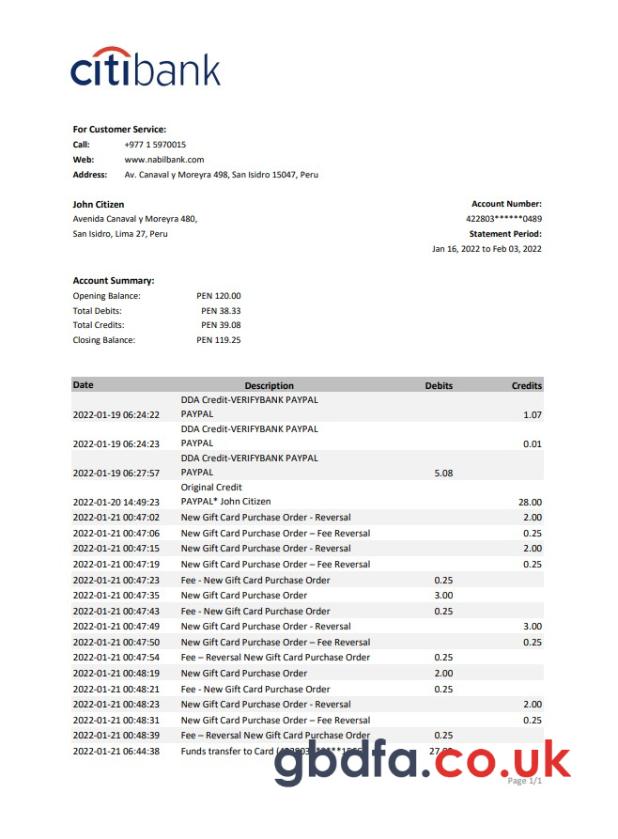 citibank
For Customer Service:
Call: +977 1 5970015
Web: www.nabilbank.com
Address: Av. Canaval y Moreyra 498, San Isidro 15047, Peru
John Citizen Account Number:
Avenida Canaval y Moreyra 480, 422803******0489
San Isidro, Lima 27, Peru Statement Period:
Jan 16, 2022 to Feb 03, 2022
Account Summary:
Opening Balance: PEN 120.00
Total Debits: PEN 38.33
Total Credits: PEN 39.08
Closing Balance: PEN 119.25
Date Description Debits Credits
DDA Credit-VERIFYBANK PAYPAL
2022-01-19 06:24:22 PAYPAL 1.07
DDA Credit-VERIFYBANK PAYPAL
2022-01-19 06:24:23 PAYPAL 0.01
DDA Credit-VERIFYBANK PAYPAL
2022-01-19 06:27:57 PAYPAL 5.08
Original Credit
2022-01-20 14:49:23 PAYPAL* John Citizen 28.00
2022-01-21 00:47:02 New Gift Card Purchase Order - Reversal 2.00
2022-01-21 00:47:06 New Gift Card Purchase Order – Fee Reversal 0.25
2022-01-21 00:47:15 New Gift Card Purchase Order - Reversal 2.00
2022-01-21 00:47:19 New Gift Card Purchase Order – Fee Reversal 0.25
2022-01-21 00:47:23 Fee - New Gift Card Purchase Order 0.25
2022-01-21 00:47:35 New Gift Card Purchase Order 3.00
2022-01-21 00:47:43 Fee - New Gift Card Purchase Order 0.25
2022-01-21 00:47:49 New Gift Card Purchase Order - Reversal 3.00
2022-01-21 00:47:50 New Gift Card Purchase Order – Fee Reversal 0.25
2022-01-21 00:47:54 Fee – Reversal New Gift Card Purchase Order 0.25
2022-01-21 00:48:19 New Gift Card Purchase Order 2.00
2022-01-21 00:48:21 Fee - New Gift Card Purchase Order 0.25
2022-01-21 00:48:23 New Gift Card Purchase Order - Reversal 2.00
2022-01-21 00:48:31 New Gift Card Purchase Order – Fee Reversal 0.25
2022-01-21 00:48:39 Fee – Reversal New Gift Card Purchase Order 0.25
2022-01-21 06:44:38 Funds transfer to Card
gbdfa.co.uk
Page 1/1